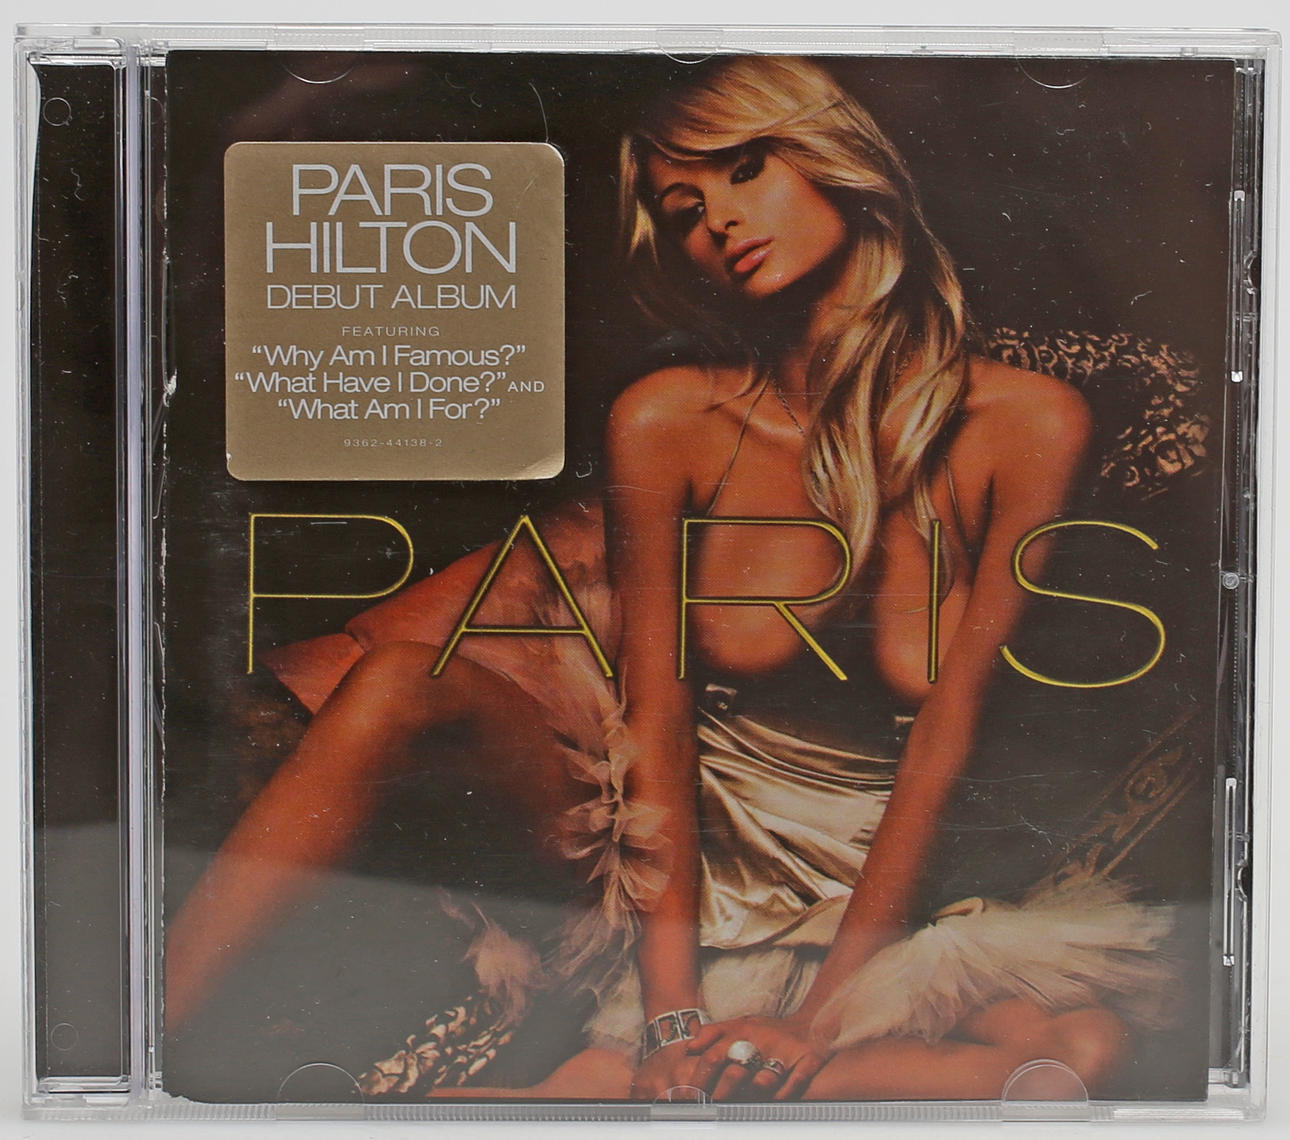 PARIS
HILTON
DEBUT ALBUM
FEATURING
“Why Am I Famous?”
“What Have I Done?” AND
“What Am I For?”
9362-44138-2
PARIS